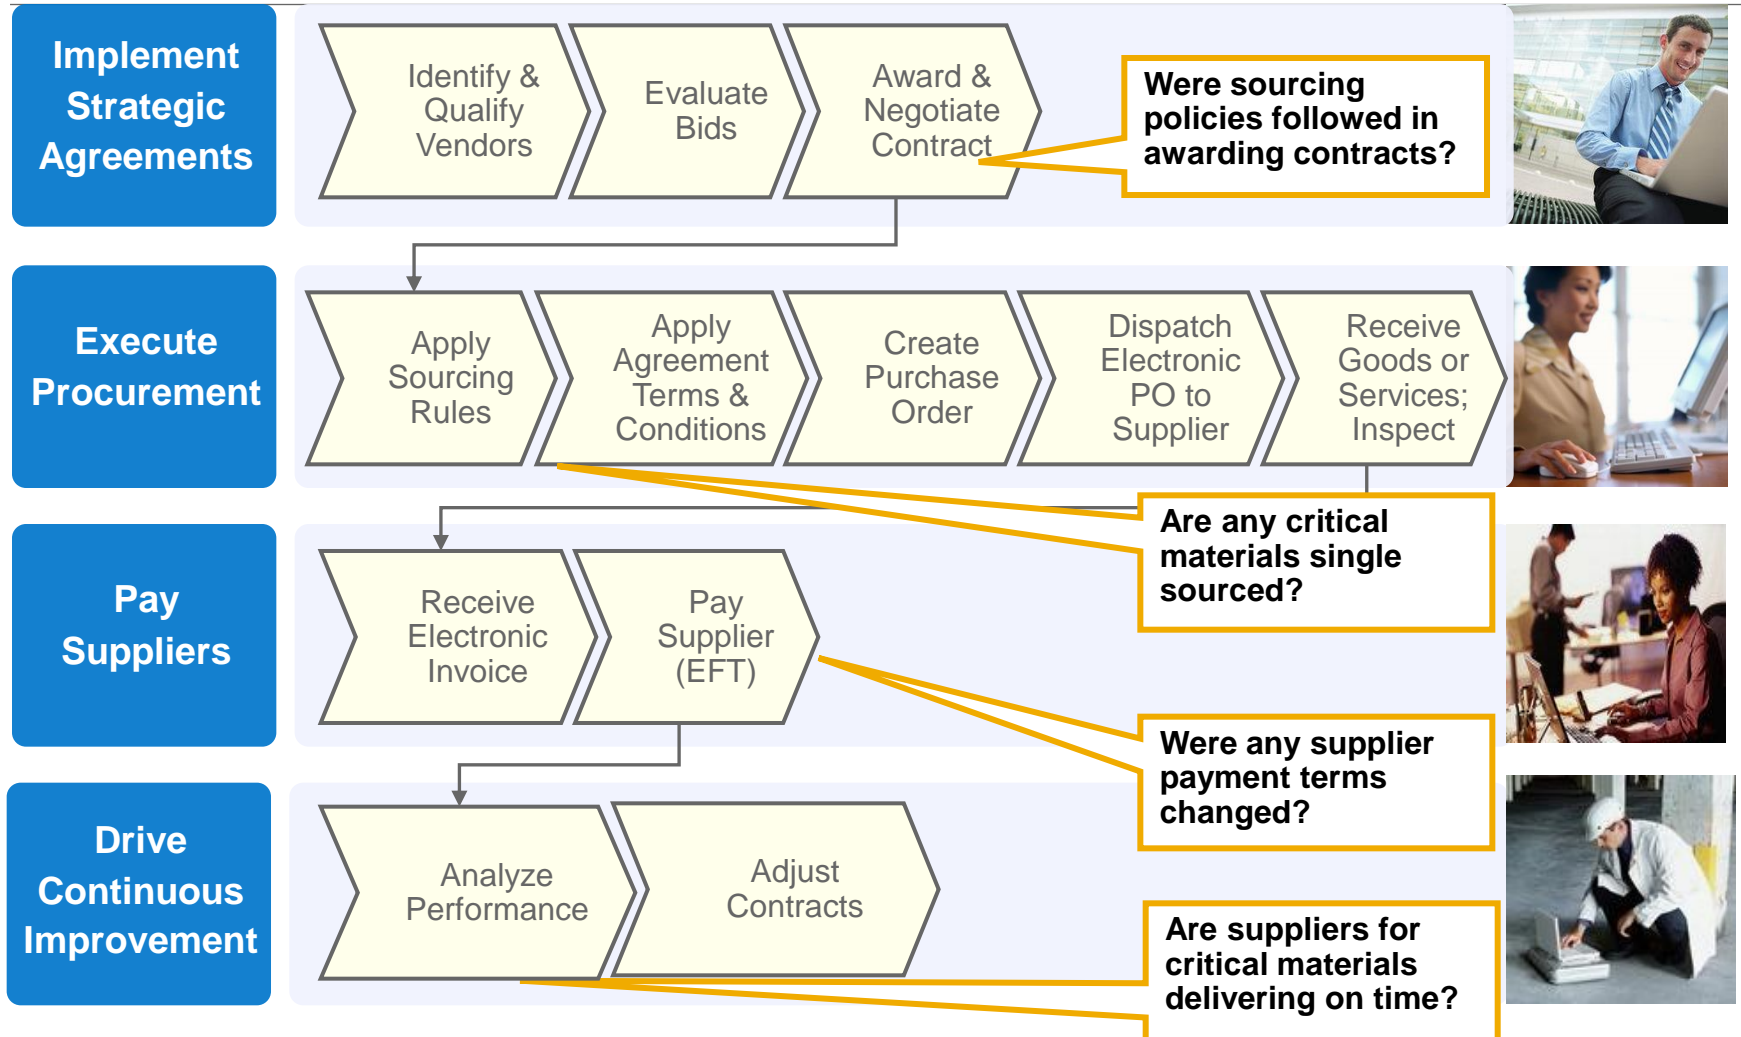 Implement
Strategic
Agreements
Identify &
Qualify
Vendors
Evaluate
Bids
Award &
Negotiate
Contract
Were sourcing
policies followed in
awarding contracts?
Execute
Procurement
Apply
Sourcing
Rules
Apply
Agreement
Terms &
Conditions
Create
Purchase
Order
Dispatch
Electronic
PO to
Supplier
Receive
Goods or
Services;
Inspect
Are any critical
materials single
sourced?
Pay
Suppliers
Receive
Electronic
Invoice
Pay
Supplier
(EFT)
Were any supplier
payment terms
changed?
Drive
Continuous
Improvement
Analyze
Performance
Adjust
Contracts
Are suppliers for
critical materials
delivering on time?